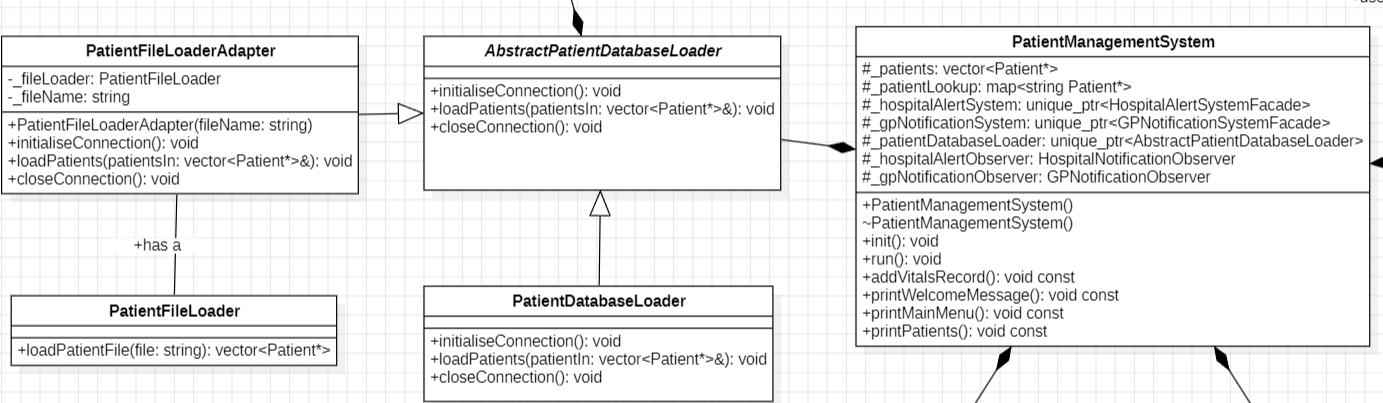 PatientFileLoaderAdapter
-_fileLoader: PatientFileLoader
-_fileName: string
+PatientFileLoaderAdapter(fileName: string)
+initialiseConnection(): void
+loadPatients(patientsIn: vector<Patient*>&): void
+closeConnection(): void
+has a
PatientFileLoader
+loadPatientFile(file: string): vector<Patient*>
AbstractPatientDatabaseLoader
+initialiseConnection(): void
+loadPatients(patientsIn: vector<Patient*>&): void
+closeConnection(): void
PatientDatabaseLoader
+initialiseConnection(): void
+loadPatients(patientIn: vector<Patient*>&): void
+closeConnection(): void
PatientManagementSystem
#_patients: vector<Patient*>
#_patientLookup: map<string Patient*>
#_hospitalAlertSystem: unique_ptr<HospitalAlertSystemFacade>
#_gpNotificationSystem: unique_ptr<GPNotificationSystemFacade>
#_patientDatabaseLoader: unique_ptr<AbstractPatientDatabaseLoader>
#_hospitalAlertObserver: HospitalNotificationObserver
#_gpNotificationObserver: GPNotificationObserver
+PatientManagementSystem()
~PatientManagementSystem()
+init(): void
+run(): void
+addVitalsRecord(): void const
+printWelcomeMessage(): void const
+printMainMenu(): void const
+printPatients(): void const